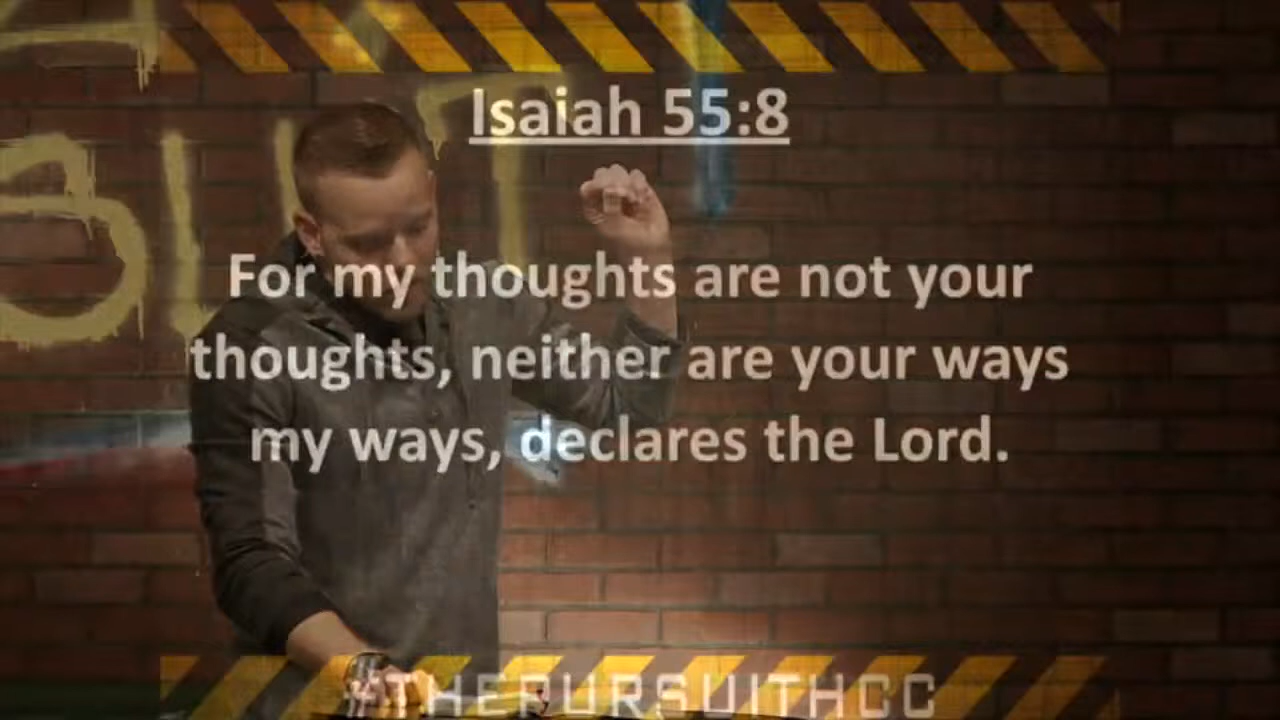 Isaiah 55:8
For my thoughts are not your
thoughts, neither are your ways
my ways, declares the Lord.
#THEPURSUITHCC